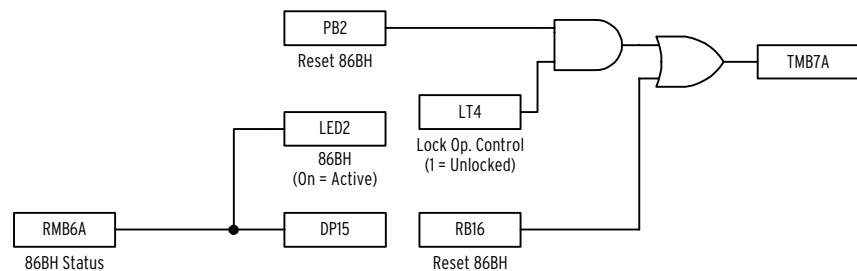 PB2
Reset 86BH
TMB7A
LT4
Lock Op. Control
(1 = Unlocked)
LED2
86BH
(On = Active)
RMB6A
86BH Status
DP15
RB16
Reset 86BH